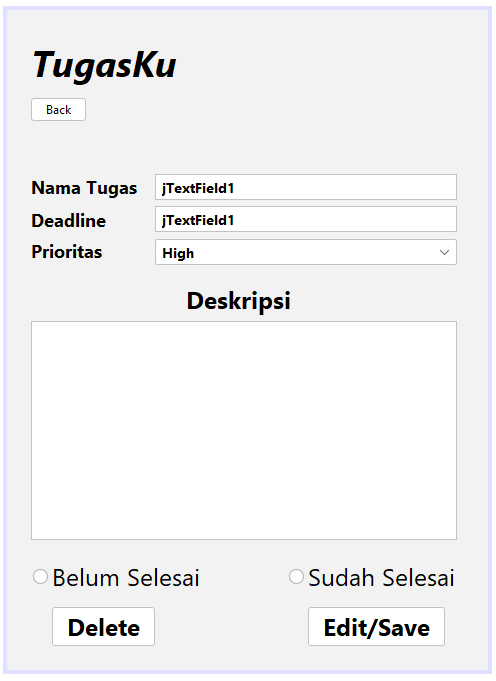 TugasKu
Back
Nama Tugas jTextField1
Deadline jTextField1
Prioritas High
Deskripsi
Belum Selesai Sudah Selesai
Delete Edit/Save